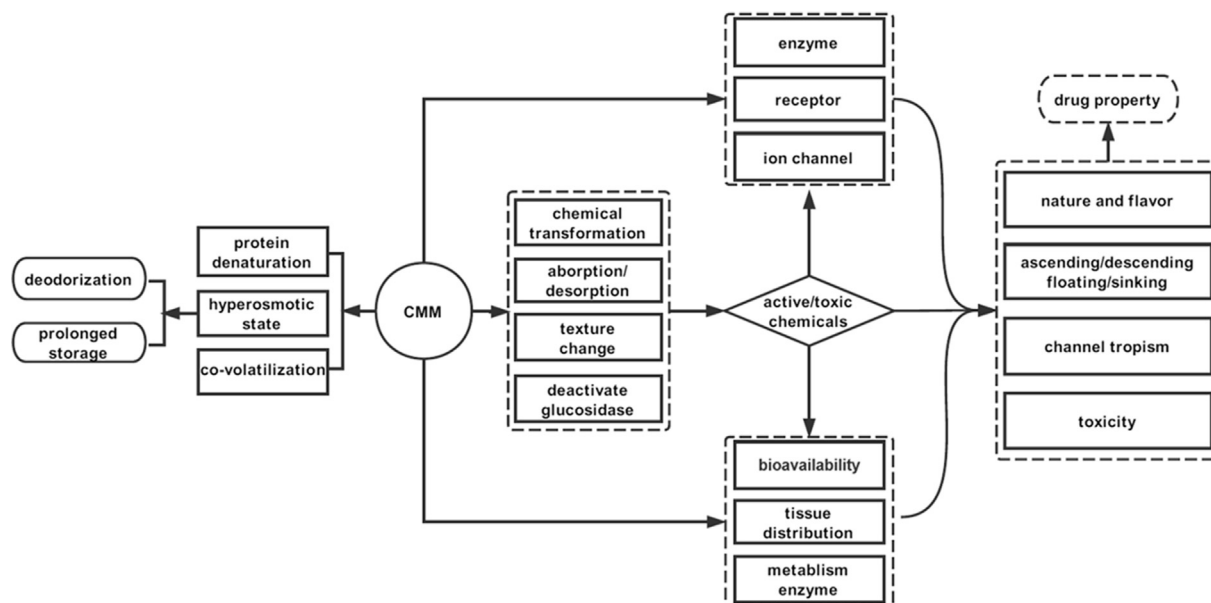 deodorization
prolonged
storage
protein
denaturation
hyperosmotic
state
co-volatilization
CMM
chemical
transformation
aborption/
desorption
texture
change
deactivate
glucosidase
enzyme
receptor
ion channel
active/toxic
chemicals
bioavailability
tissue
distribution
metablism
enzyme
drug property
nature and flavor
ascending/descending
floating/sinking
channel tropism
toxicity